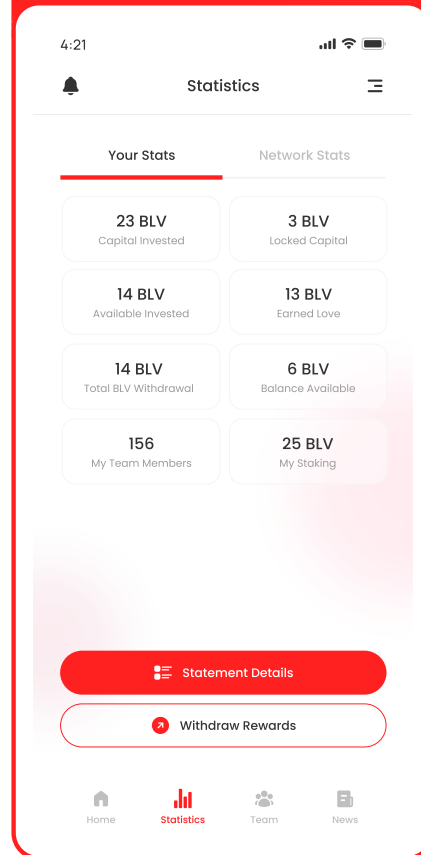 4:21
Statistics
Your Stats
Network Stats
23 BLV
Capital Invested
3 BLV
Locked Capital
14 BLV
Available Invested
13 BLV
Earned Love
14 BLV
Total BLV Withdrawal
6 BLV
Balance Available
156
My Team Members
25 BLV
My Staking
Statement Details
Withdraw Rewards
Home
Statistics
Team
News